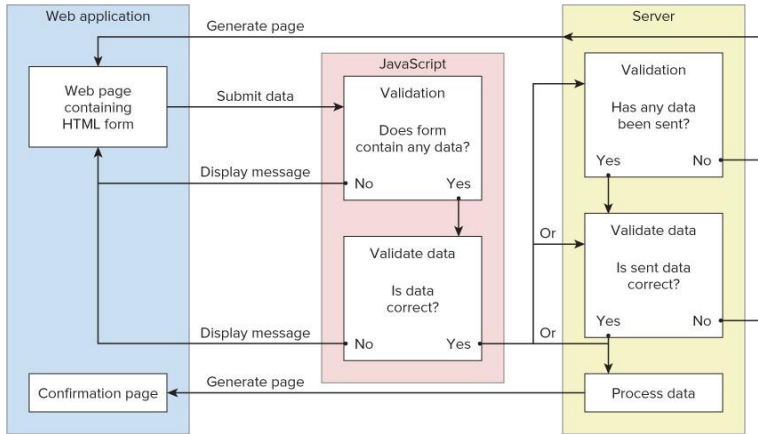 Web application
Server
Generate page
JavaScript
Web page
containing
HTML form
Submit data
Validation
Does form
contain any data?
No Yes
Display message
Validation
Has any data
been sent?
Yes No
Validate data
Is data
correct?
No Yes
Display message
Or
Or
Validate data
Is sent data
correct?
Yes No
Confirmation page
Generate page
Process data